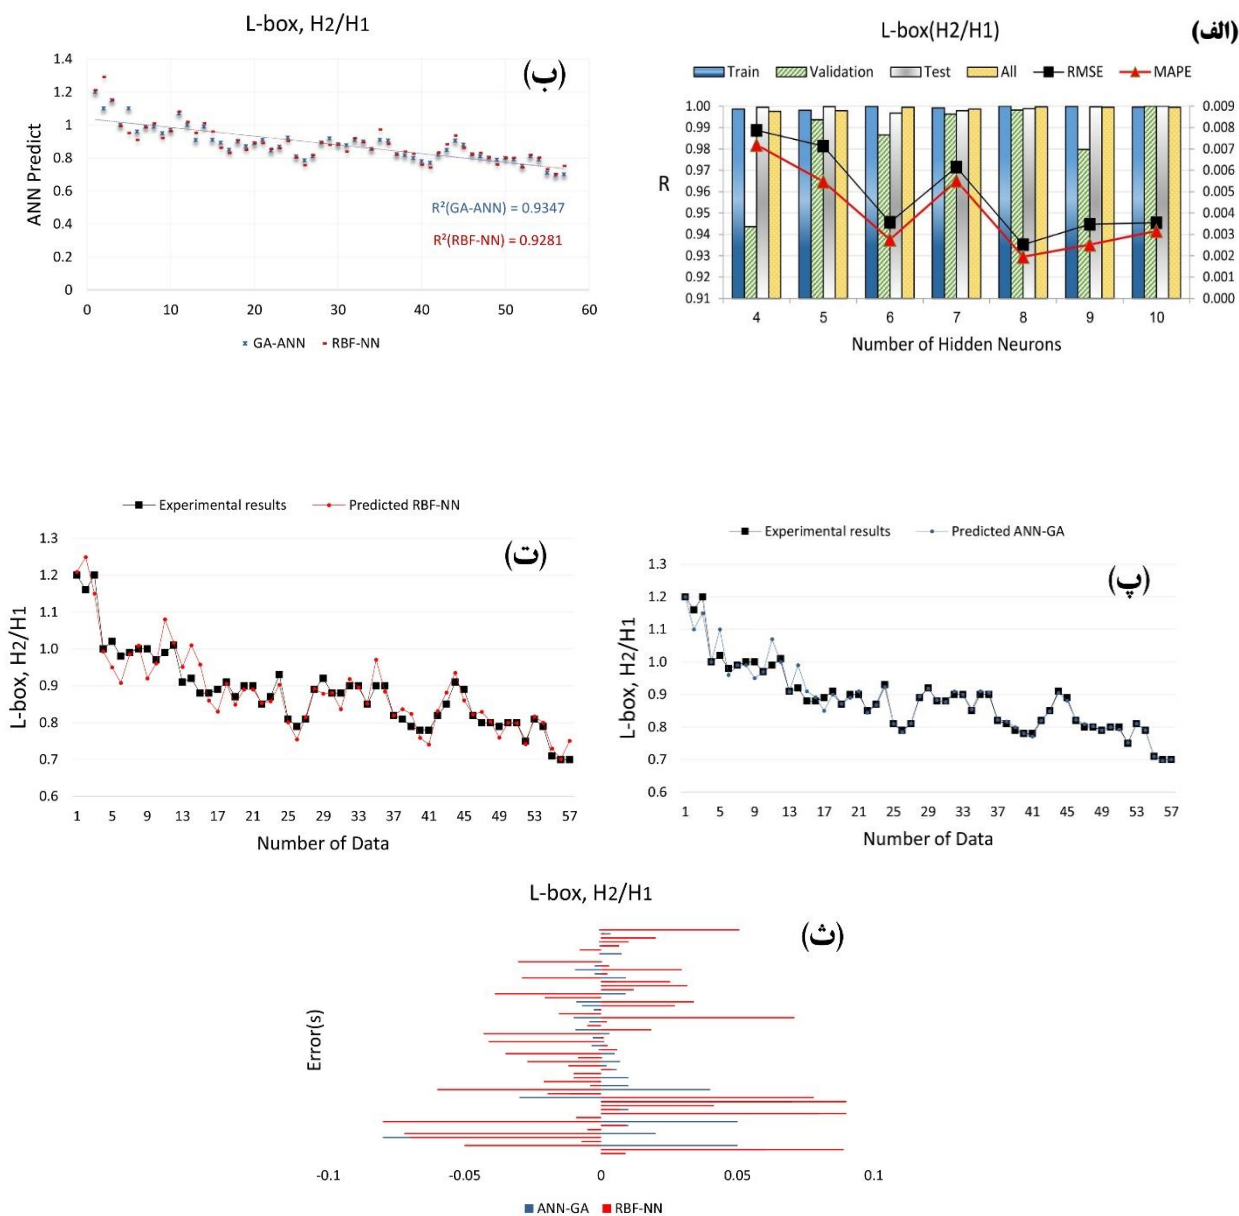 L-box, H2/H1
(ب)
ANN Predict
1.4
1.2
1
0.8
0.6
0.4
0.2
0
R²(GA-ANN) = 0.9347
R²(RBF-NN) = 0.9281
0 10 20 30 40 50 60
GA-ANN RBF-NN
L-box(H2/H1)
(الف)
Train Validation Test All RMSE MAPE
R
1.00 0.009
0.99 0.008
0.98 0.007
0.97 0.006
0.96 0.005
0.95 0.004
0.94 0.003
0.93 0.002
0.92 0.001
0.91 0.000
4 5 6 7 8 9 10
Number of Hidden Neurons
Experimental results Predicted RBF-NN
(ت)
L-box, H2/H1
1.3
1.2
1.1
1.0
0.9
0.8
0.7
0.6
1 5 9 13 17 21 25 29 33 37 41 45 49 53 57
Number of Data
Experimental results Predicted ANN-GA
(پ)
L-box, H2/H1
1.3
1.2
1.1
1.0
0.9
0.8
0.7
0.6
1 5 9 13 17 21 25 29 33 37 41 45 49 53 57
Number of Data
L-box, H2/H1
(ث)
Error(s)
-0.1 -0.05 0 0.05 0.1
ANN-GA RBF-NN